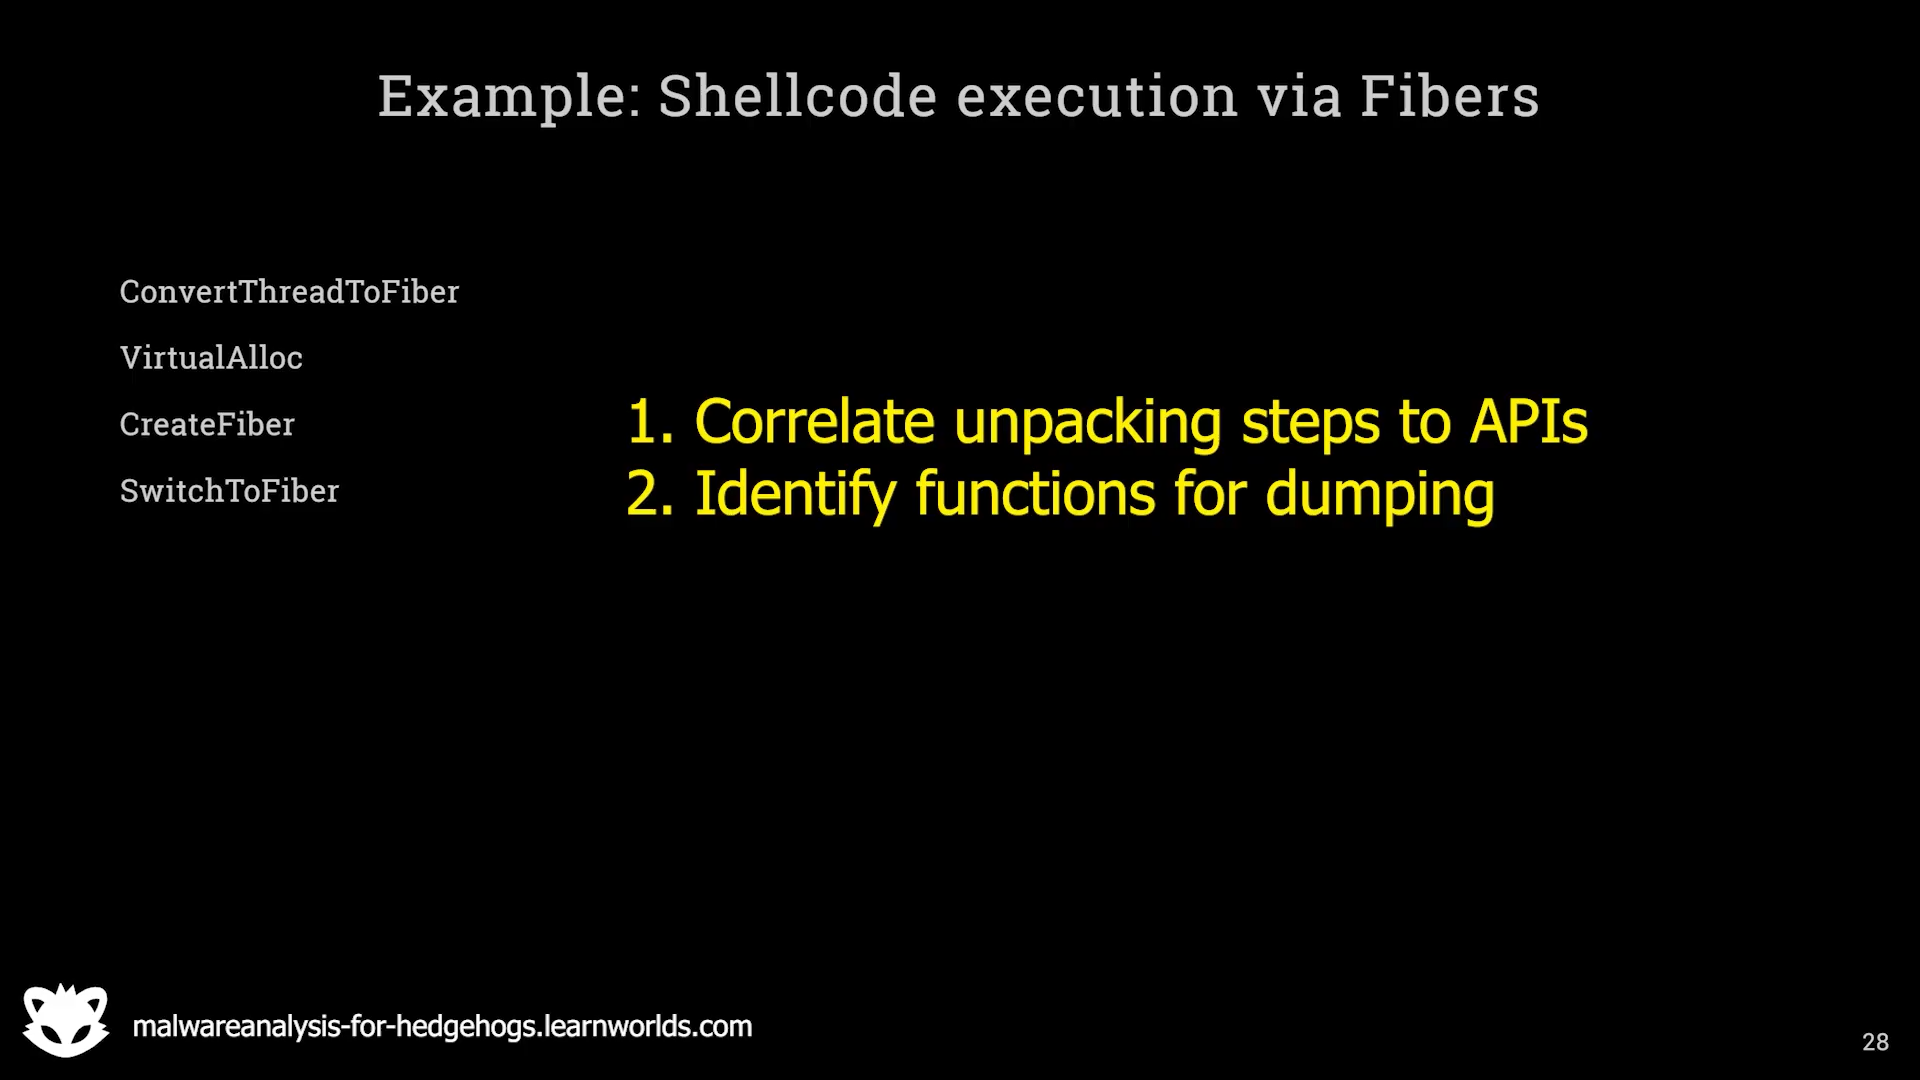 Example: Shellcode execution via Fibers
ConvertThreadToFiber
VirtualAlloc
CreateFiber
SwitchToFiber
1. Correlate unpacking steps to APIs
2. Identify functions for dumping
malwareanalysis-for-hedgehogs.learnworlds.com
28